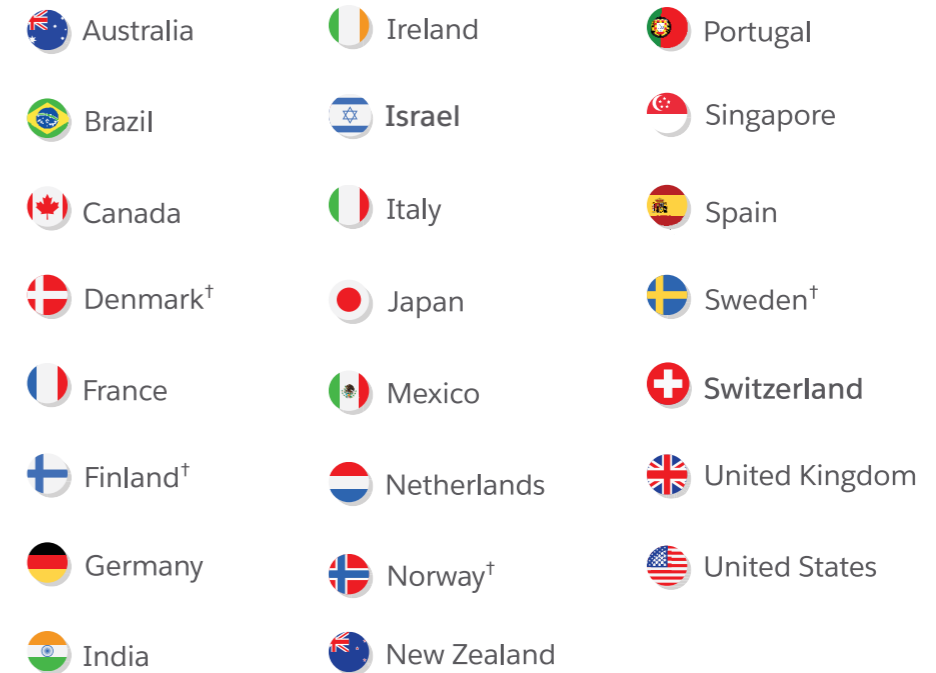 Australia
Brazil
Canada
Denmark†
France
Finland†
Germany
India
Ireland
Israel
Italy
Japan
Mexico
Netherlands
Norway†
New Zealand
Portugal
Singapore
Spain
Sweden†
Switzerland
United Kingdom
United States